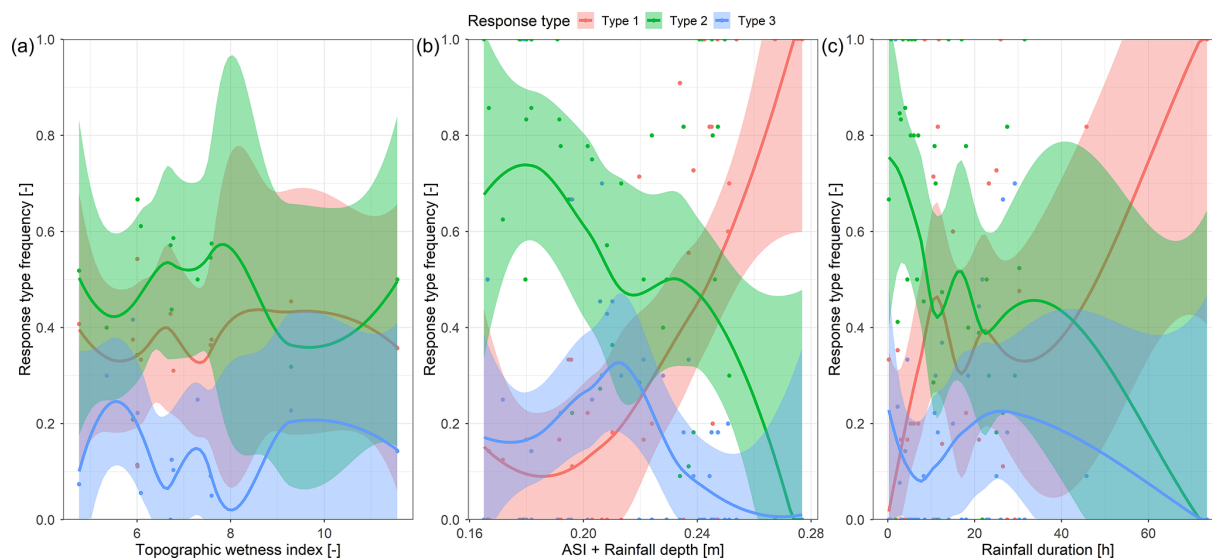 Response type Type 1 Type 2 Type 3
(a) (b) (c)
1.0 1.0 1.0
0.8 0.8 0.8
0.6 0.6 0.6
0.4 0.4 0.4
0.2 0.2 0.2
0.0 0.0 0.0
Response type frequency [-] Response type frequency [-] Response type frequency [-]
6 8 10 0.16 0.20 0.24 0.28 0 20 40 60
Topographic wetness index [-] ASI + Rainfall depth [m] Rainfall duration [h]